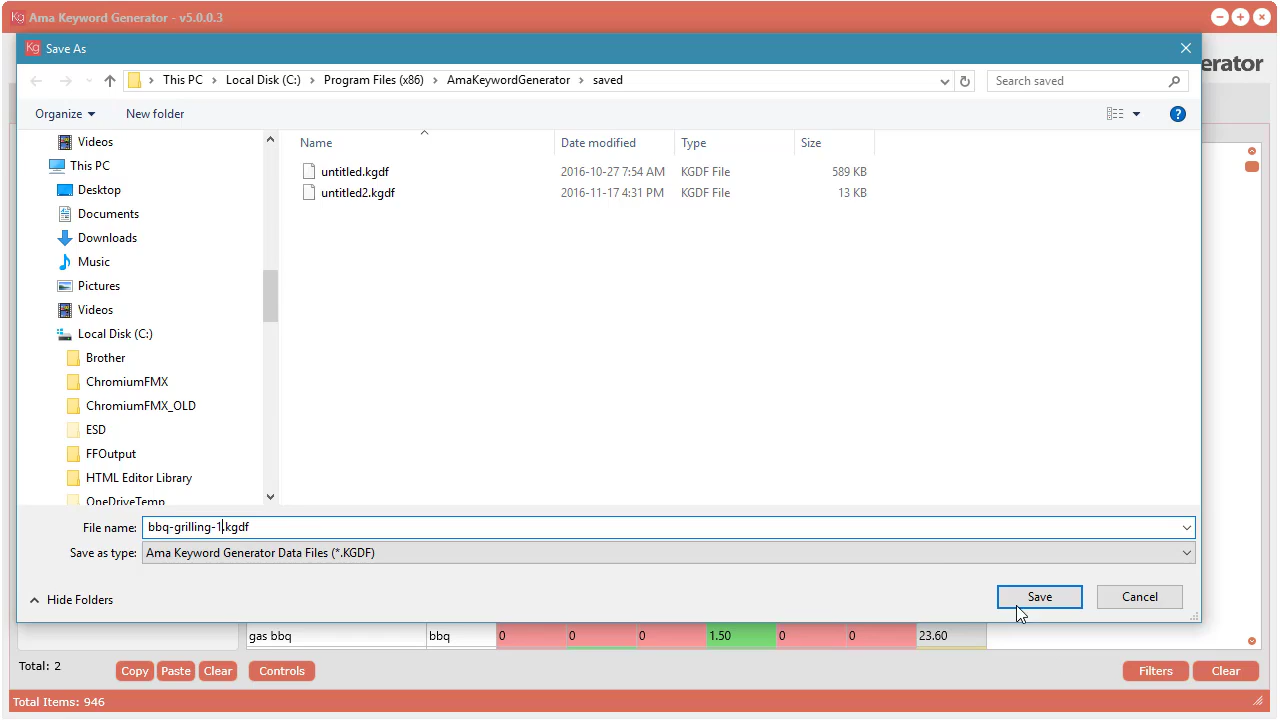 Kg Ama Keyword Generator - v5.0.0.3
Kg Save As
erator
This PC > Local Disk (C:) > Program Files (x86) > AmaKeywordGenerator > saved
Search saved
Organize
New folder
?
Videos
This PC
Desktop
Documents
Downloads
Music
Pictures
Videos
Local Disk (C:)
Brother
ChromiumFMX
ChromiumFMX_OLD
ESD
FFOutput
HTML Editor Library
OneDriveTemp
Name Date modified Type Size
untitled.kgdf 2016-10-27 7:54 AM KGDF File 589 KB
untitled2.kgdf 2016-11-17 4:31 PM KGDF File 13 KB
File name: bbq-grilling-1.kgdf
Save as type: Ama Keyword Generator Data Files (*.KGDF)
Hide Folders
Save
Cancel
gas bbq bbq 0 0 0 1.50 0 0 23.60
Total: 2
Copy Paste Clear Controls
Filters Clear
Total Items: 946